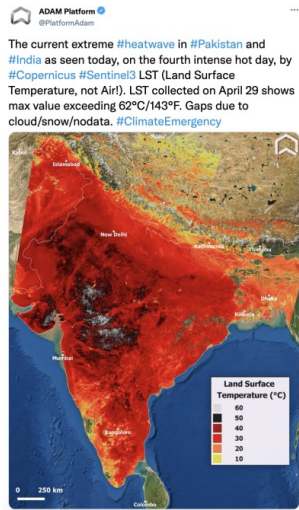 ADAM Platform
@PlatformAdam
The current extreme #heatwave in #Pakistan and
#India as seen today, on the fourth intense hot day, by
#Copernicus #Sentinel3 LST (Land Surface
Temperature, not Air!). LST collected on April 29 shows
max value exceeding 62°C/143°F. Gaps due to
cloud/snow/nodata. #ClimateEmergency
Kabul
Islamabad
New Delhi
Kathmandu
Thimphu
Dhaka
Kolkata
Mumbai
Land Surface
Temperature (°C)
60
50
40
30
20
10
Bangalore
0 250 km
Colombo